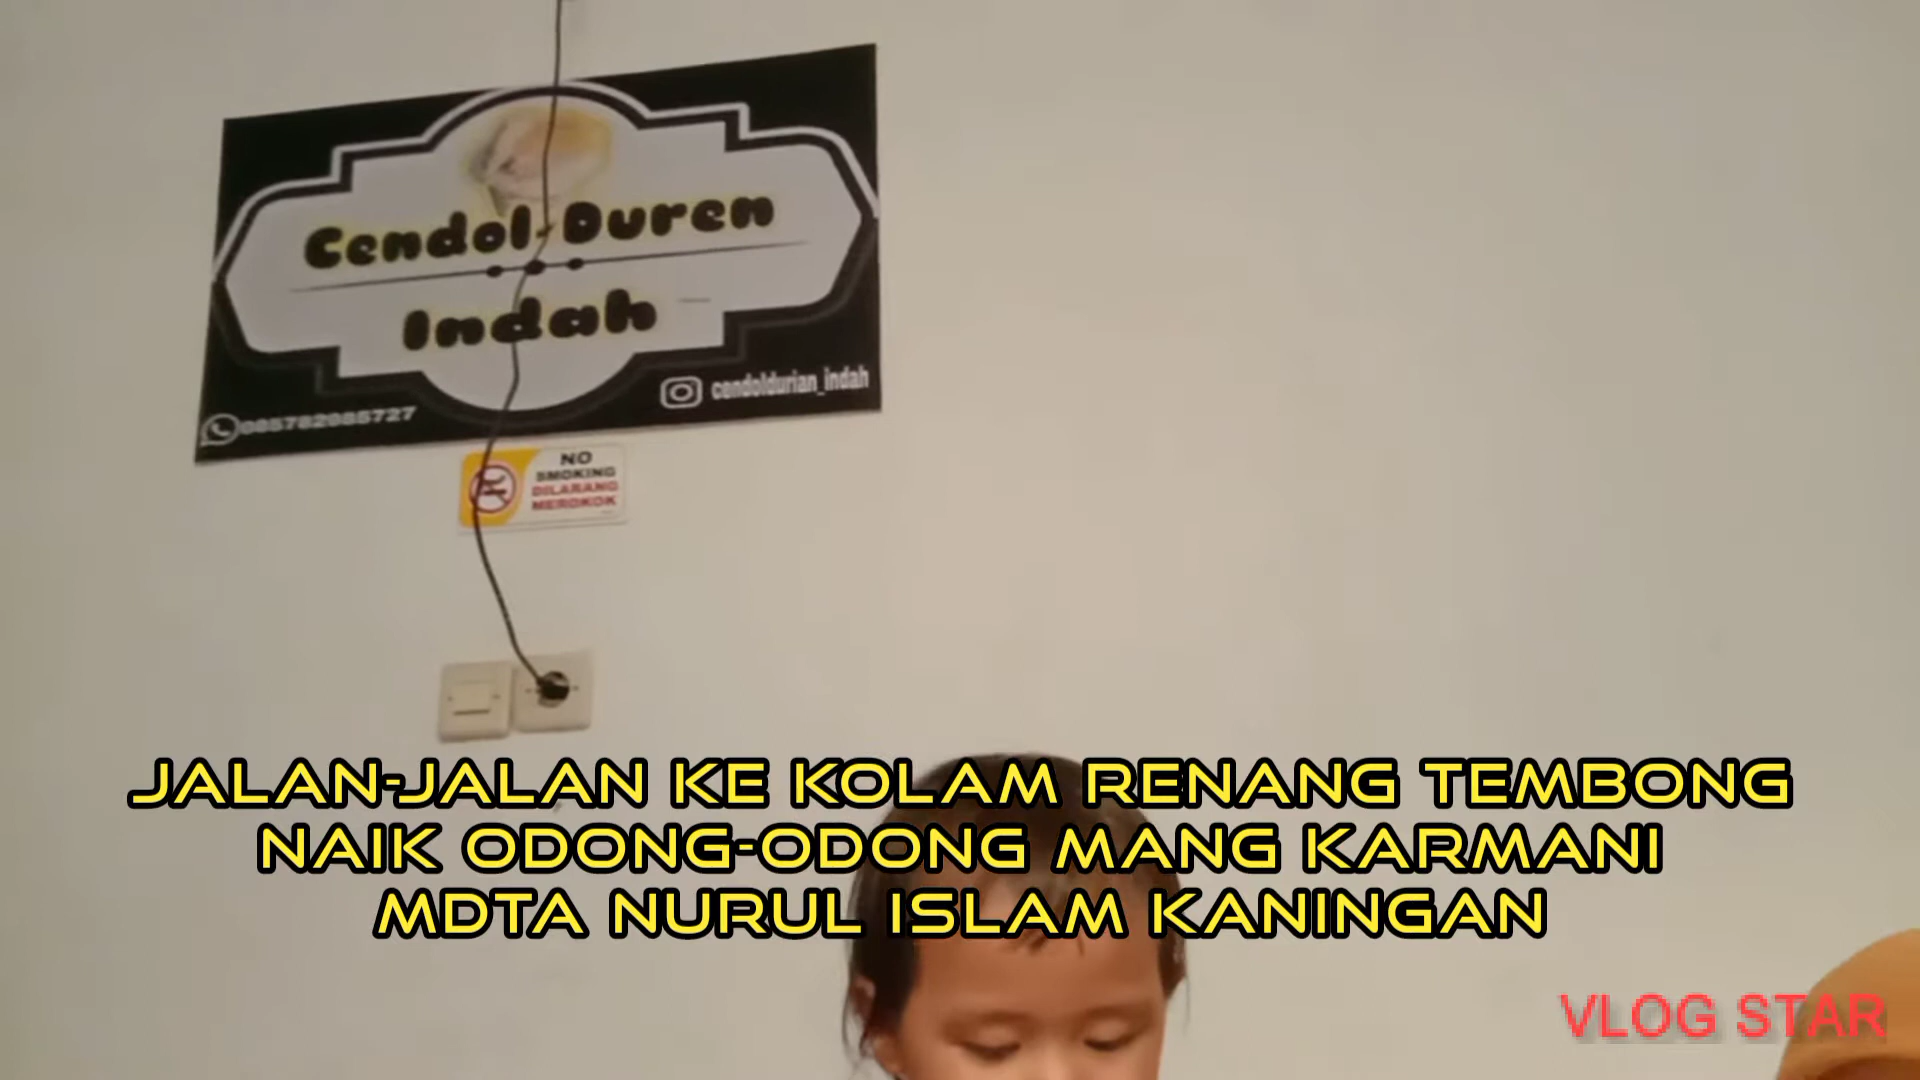 Cendol Duren
Indah
cendoldurian_indah
NO
SMOKING
DILARANG
MEROKOK
JALAN-JALAN KE KOLAM RENANG TEMBONG
NAIK ODONG-ODONG MANG KARMANI
MDTA NURUL ISLAM KANINGAN
VLOG STAR